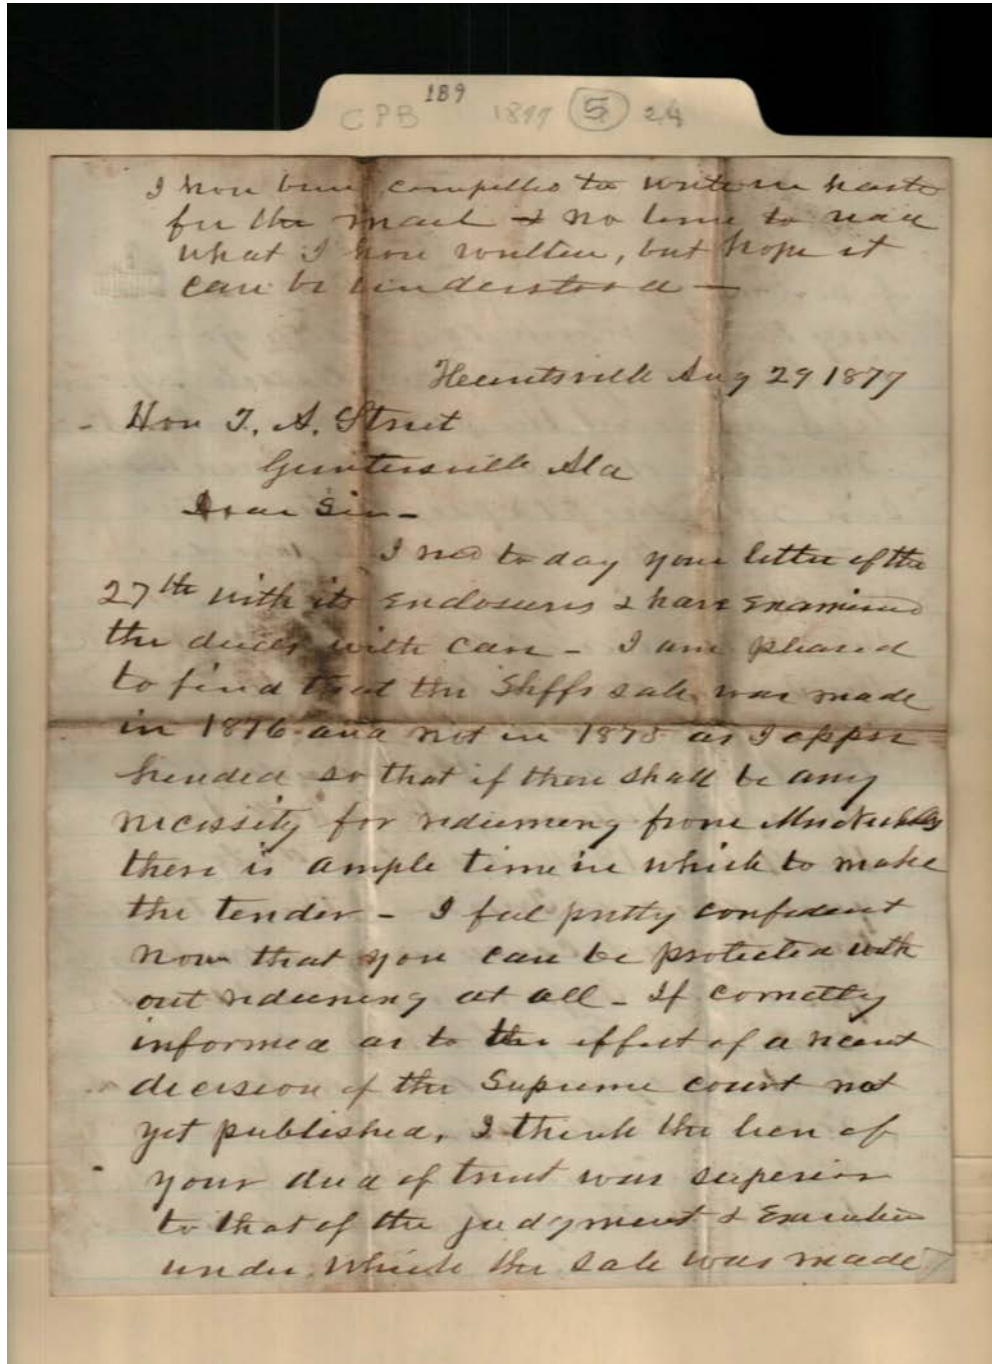 189
CPB 1877 5 24
I have been compelled to write in haste
for the mail & no time to read
what I have written, but hope it
can be understood —
Huntsville Aug 29 1877
Hon T. A. Street
Guntersville Ala
Dear Sir -
I recd to day your letter of the
27th with its enclosures & have examined
the deeds with care - I am pleased
to find that the Shffs sale was made
in 1876 and not in 1875 as I appre
hended so that if there shall be any
necessity for redeeming from
there is ample time in which to make
the tender - I feel pretty confident
now that you can be protected with
out redeeming at all - If correctly
informed as to the effect of a recent
decision of the Supreme court not
yet published, I think the lien of
your deed of trust was superior
to that of the judgment & Execution
under which the sale was made